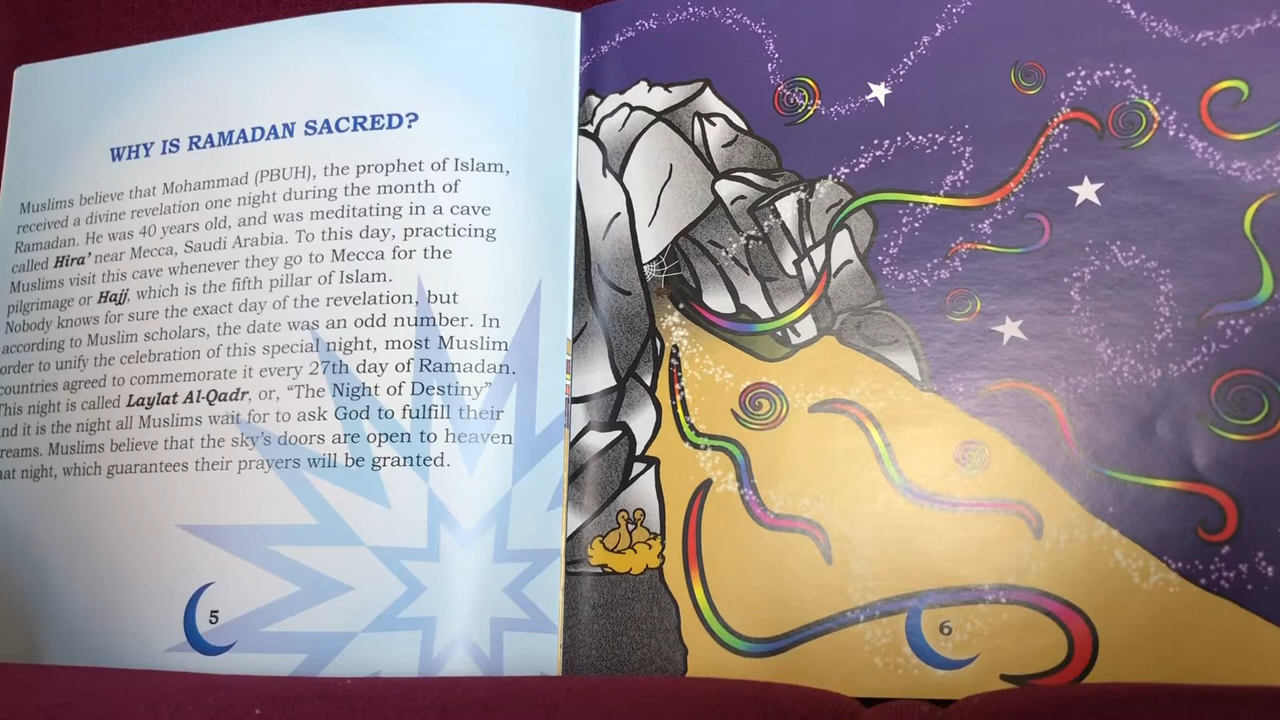 WHY IS RAMADAN SACRED?
Muslims believe that Mohammad (PBUH), the prophet of Islam,
received a divine revelation one night during the month of
Ramadan. He was 40 years old, and was meditating in a cave
called Hira' near Mecca, Saudi Arabia. To this day, practicing
Muslims visit this cave whenever they go to Mecca for the
pilgrimage or Hajj, which is the fifth pillar of Islam.
Nobody knows for sure the exact day of the revelation, but
according to Muslim scholars, the date was an odd number. In
order to unify the celebration of this special night, most Muslim
countries agreed to commemorate it every 27th day of Ramadan.
This night is called Laylat Al-Qadr, or, "The Night of Destiny"
nd it is the night all Muslims wait for to ask God to fulfill their
reams. Muslims believe that the sky's doors are open to heaven
hat night, which guarantees their prayers will be granted.
5
6